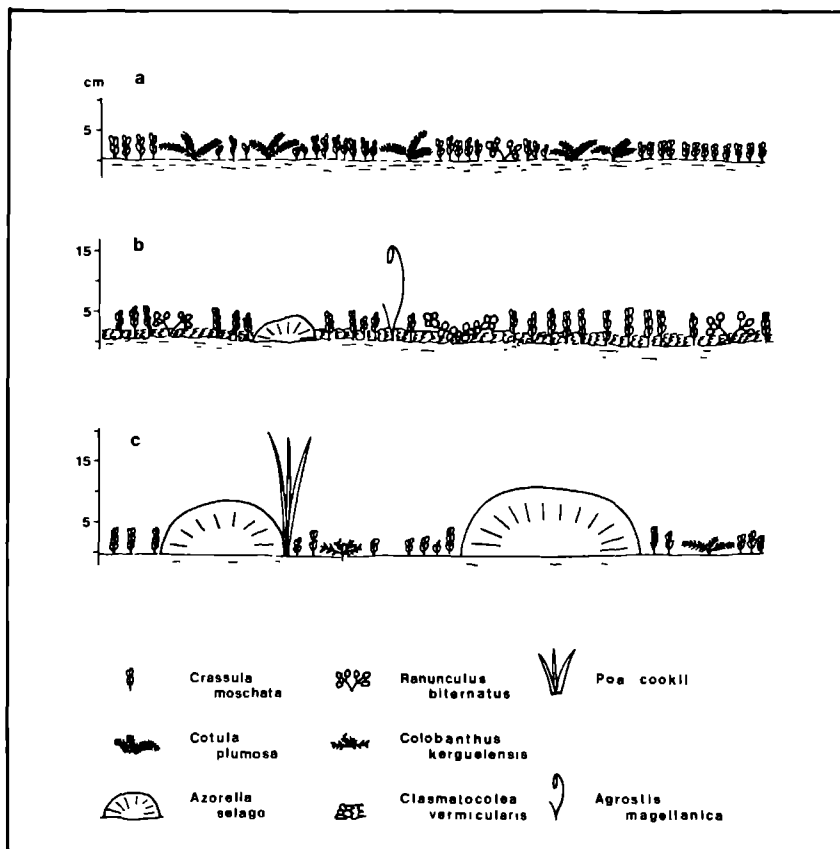 a
cm
5
b
15
5
c
15
5
Crassula
moschata
Ranunculus
biternatus
Poa cookii
Cotula
plumosa
Colobanthus
kerguelensis
Azorella
selago
Clasmatocolea
vermicularis
Agrostis
magellanica